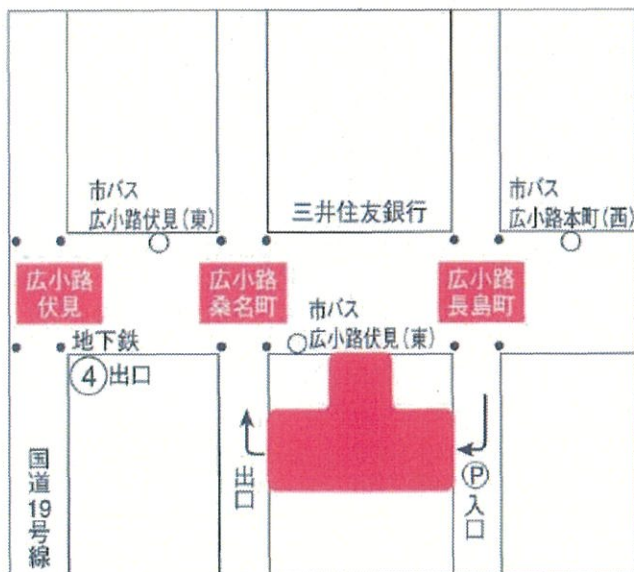 市バス
広小路伏見(東)
三井住友銀行
市バス
広小路本町(西)
広小路
伏見
広小路
桑名町
広小路
長島町
市バス
広小路伏見(東)
地下鉄
④出口
国道19号線
出口
Ⓟ入口